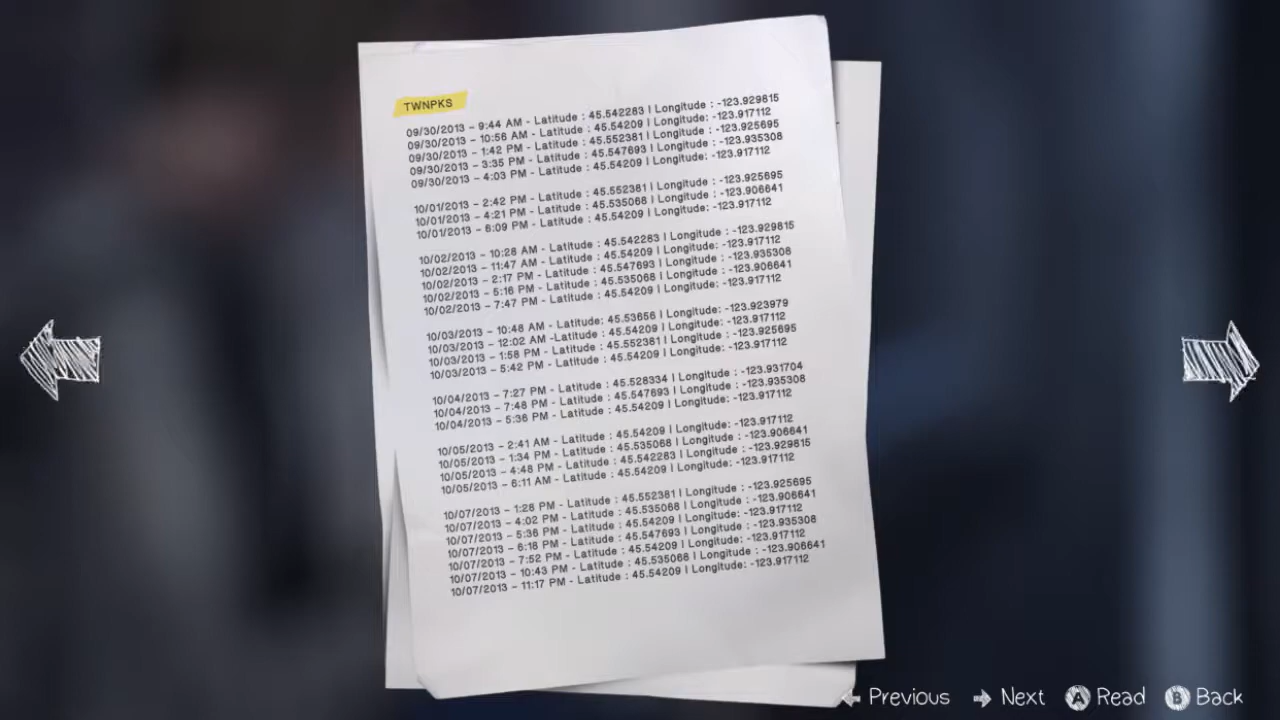 TWNPKS
09/30/2013 - 9:44 AM - Latitude : 45.542283 | Longitude : -123.929815
09/30/2013 - 10:56 AM - Latitude : 45.54209 | Longitude: -123.917112
09/30/2013 - 1:42 PM - Latitude : 45.552381 | Longitude : -123.925695
09/30/2013 - 3:35 PM - Latitude : 45.547693 | Longitude : -123.935308
09/30/2013 - 4:03 PM - Latitude : 45.54209 | Longitude: -123.917112
10/01/2013 - 2:42 PM - Latitude : 45.552381 | Longitude : -123.925695
10/01/2013 - 4:21 PM - Latitude : 45.535068 | Longitude : -123.906641
10/01/2013 - 6:09 PM - Latitude : 45.54209 | Longitude: -123.917112
10/02/2013 - 10:28 AM - Latitude : 45.542283 | Longitude : -123.929815
10/02/2013 - 11:47 AM - Latitude : 45.54209 | Longitude: -123.917112
10/02/2013 - 2:17 PM - Latitude : 45.547693 | Longitude : -123.935308
10/02/2013 - 5:16 PM - Latitude : 45.535068 | Longitude : -123.906641
10/02/2013 - 7:47 PM - Latitude : 45.54209 | Longitude: -123.917112
10/03/2013 - 10:48 AM - Latitude: 45.53656 | Longitude: -123.923979
10/03/2013 - 12:02 AM -Latitude : 45.54209 | Longitude: -123.917112
10/03/2013 - 1:58 PM - Latitude : 45.552381 | Longitude : -123.925695
10/03/2013 - 5:42 PM - Latitude : 45.54209 | Longitude: -123.917112
10/04/2013 - 7:27 PM - Latitude : 45.528334 | Longitude : -123.931704
10/04/2013 - 7:48 PM - Latitude : 45.547693 | Longitude : -123.935308
10/04/2013 - 5:36 PM - Latitude : 45.54209 | Longitude: -123.917112
10/05/2013 - 2:41 AM - Latitude : 45.54209 | Longitude: -123.917112
10/05/2013 - 1:34 PM - Latitude : 45.535068 | Longitude : -123.906641
10/05/2013 - 4:48 PM - Latitude : 45.542283 | Longitude : -123.929815
10/05/2013 - 6:11 AM - Latitude : 45.54209 | Longitude: -123.917112
10/07/2013 - 1:28 PM - Latitude : 45.552381 | Longitude : -123.925695
10/07/2013 - 4:02 PM - Latitude : 45.535068 | Longitude : -123.906641
10/07/2013 - 5:36 PM - Latitude : 45.54209 | Longitude: -123.917112
10/07/2013 - 6:18 PM - Latitude : 45.547693 | Longitude : -123.935308
10/07/2013 - 7:52 PM - Latitude : 45.54209 | Longitude: -123.917112
10/07/2013 - 10:43 PM - Latitude : 45.535068 | Longitude : -123.906641
10/07/2013 - 11:17 PM - Latitude : 45.54209 | Longitude: -123.917112
Previous Next A Read B Back